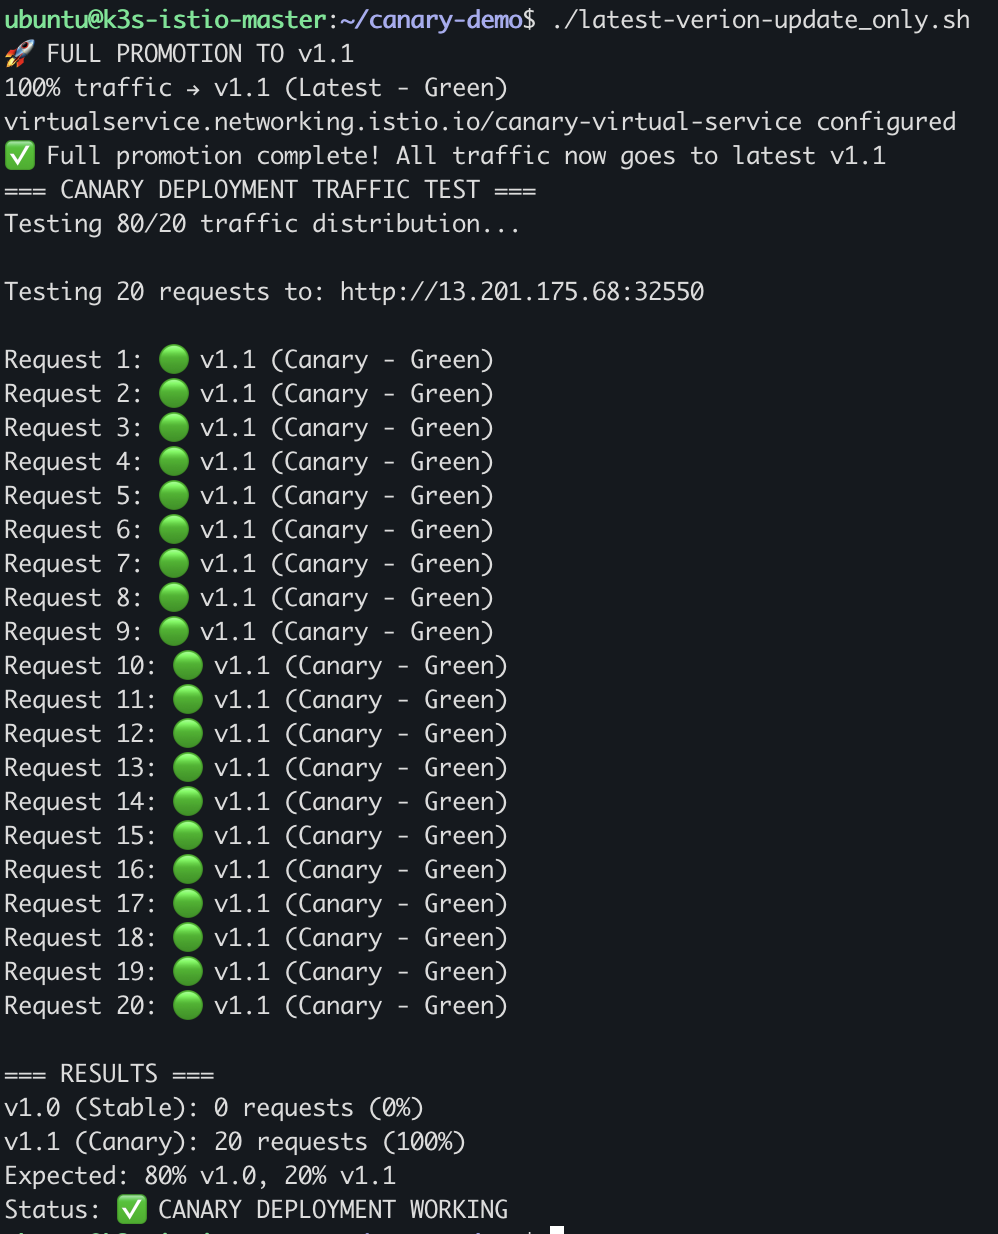 ubuntu@k3s-istio-master:~/canary-demo$ ./latest-verion-update_only.sh
🚀 FULL PROMOTION TO v1.1
100% traffic → v1.1 (Latest - Green)
virtualservice.networking.istio.io/canary-virtual-service configured
✅ Full promotion complete! All traffic now goes to latest v1.1
=== CANARY DEPLOYMENT TRAFFIC TEST ===
Testing 80/20 traffic distribution...
Testing 20 requests to: http://13.201.175.68:32550
Request 1: 🟢 v1.1 (Canary - Green)
Request 2: 🟢 v1.1 (Canary - Green)
Request 3: 🟢 v1.1 (Canary - Green)
Request 4: 🟢 v1.1 (Canary - Green)
Request 5: 🟢 v1.1 (Canary - Green)
Request 6: 🟢 v1.1 (Canary - Green)
Request 7: 🟢 v1.1 (Canary - Green)
Request 8: 🟢 v1.1 (Canary - Green)
Request 9: 🟢 v1.1 (Canary - Green)
Request 10: 🟢 v1.1 (Canary - Green)
Request 11: 🟢 v1.1 (Canary - Green)
Request 12: 🟢 v1.1 (Canary - Green)
Request 13: 🟢 v1.1 (Canary - Green)
Request 14: 🟢 v1.1 (Canary - Green)
Request 15: 🟢 v1.1 (Canary - Green)
Request 16: 🟢 v1.1 (Canary - Green)
Request 17: 🟢 v1.1 (Canary - Green)
Request 18: 🟢 v1.1 (Canary - Green)
Request 19: 🟢 v1.1 (Canary - Green)
Request 20: 🟢 v1.1 (Canary - Green)
=== RESULTS ===
v1.0 (Stable): 0 requests (0%)
v1.1 (Canary): 20 requests (100%)
Expected: 80% v1.0, 20% v1.1
Status: ✅ CANARY DEPLOYMENT WORKING